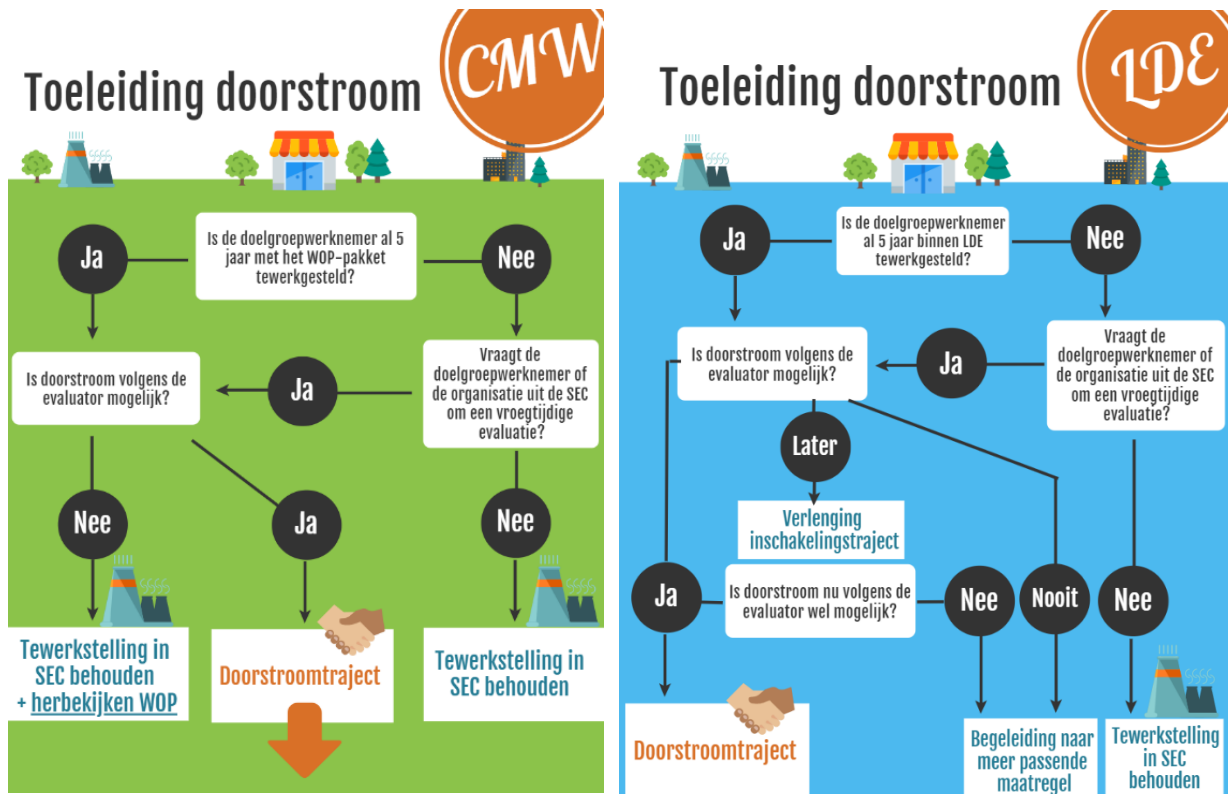 CMW
Toeleiding doorstroom
Ja
Is de doelgroepwerknemer al 5
jaar met het WOP-pakket
tewerkgesteld?
Nee
Is doorstroom volgens de
evaluator mogelijk?
Ja
Vraagt de
doelgroepwerknemer of
de organisatie uit de SEC
om een vroegtijdige
evaluatie?
Nee
Ja
Nee
Tewerkstelling in
SEC behouden
+ herbekijken WOP
Doorstroomtraject
Tewerkstelling in
SEC behouden
LDE
Toeleiding doorstroom
Ja
Is de doelgroepwerknemer
al 5 jaar binnen LDE
tewerkgesteld?
Nee
Is doorstroom volgens de
evaluator mogelijk?
Ja
Vraagt de
doelgroepwerknemer of
de organisatie uit de SEC
om een vroegtijdige
evaluatie?
Later
Verlenging
inschakelingstraject
Ja
Is doorstroom nu volgens de
evaluator wel mogelijk?
Nee
Nooit
Nee
Doorstroomtraject
Begeleiding naar
meer passende
maatregel
Tewerkstelling
in SEC
behouden